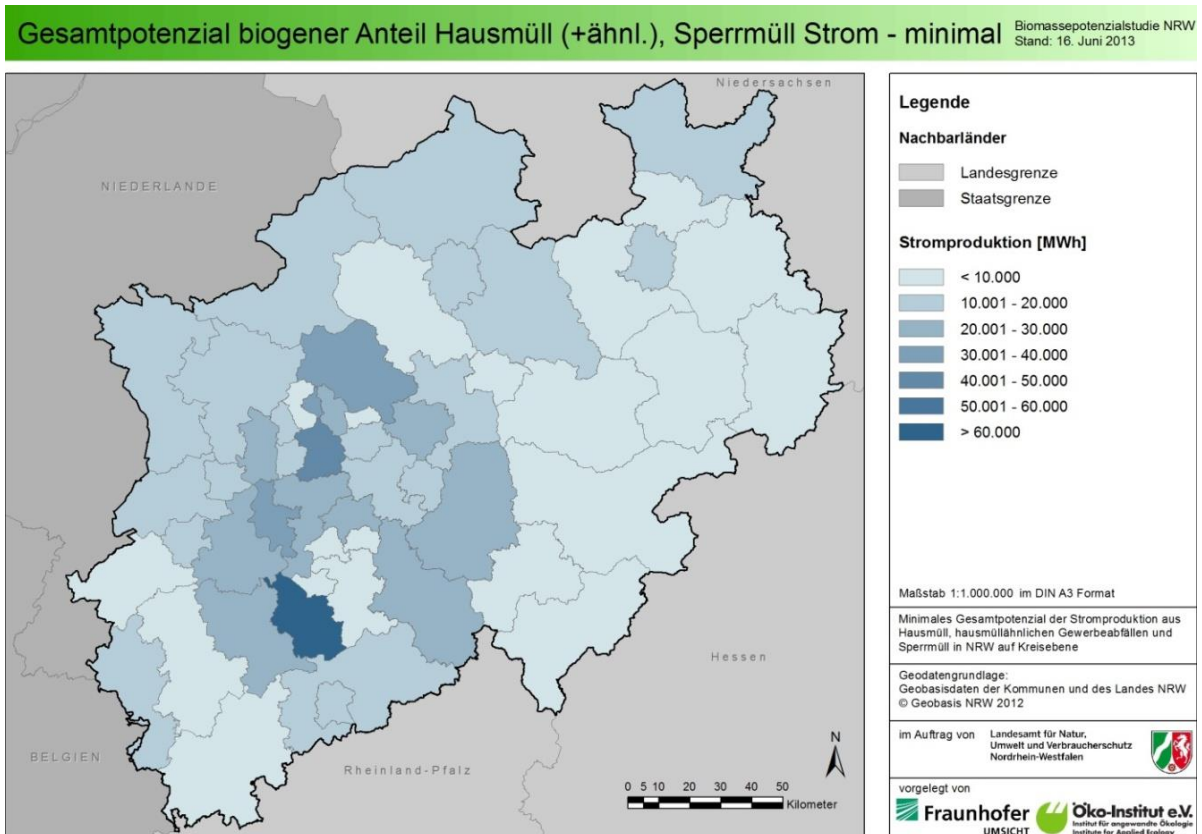 Gesamtpotenzial biogener Anteil Hausmüll (+ähnl.), Sperrmüll Strom - minimal
Biomassepotenzialstudie NRW
Stand: 16. Juni 2013
Niedersachsen
NIEDERLANDE
BELGIEN
Rheinland-Pfalz
Hessen
N
0 5 10 20 30 40 50
Kilometer
Legende
Nachbarländer
Landesgrenze
Staatsgrenze
Stromproduktion [MWh]
< 10.000
10.001 - 20.000
20.001 - 30.000
30.001 - 40.000
40.001 - 50.000
50.001 - 60.000
> 60.000
Maßstab 1:1.000.000 im DIN A3 Format
Minimales Gesamtpotenzial der Stromproduktion aus
Hausmüll, hausmüllähnlichen Gewerbeabfällen und
Sperrmüll in NRW auf Kreisebene
Geodatengrundlage:
Geobasisdaten der Kommunen und des Landes NRW
© Geobasis NRW 2012
im Auftrag von
Landesamt für Natur,
Umwelt und Verbraucherschutz
Nordrhein-Westfalen
vorgelegt von
Fraunhofer
UMSICHT
Öko-Institut e.V.
Institut für angewandte Ökologie
Institute for Applied Ecology